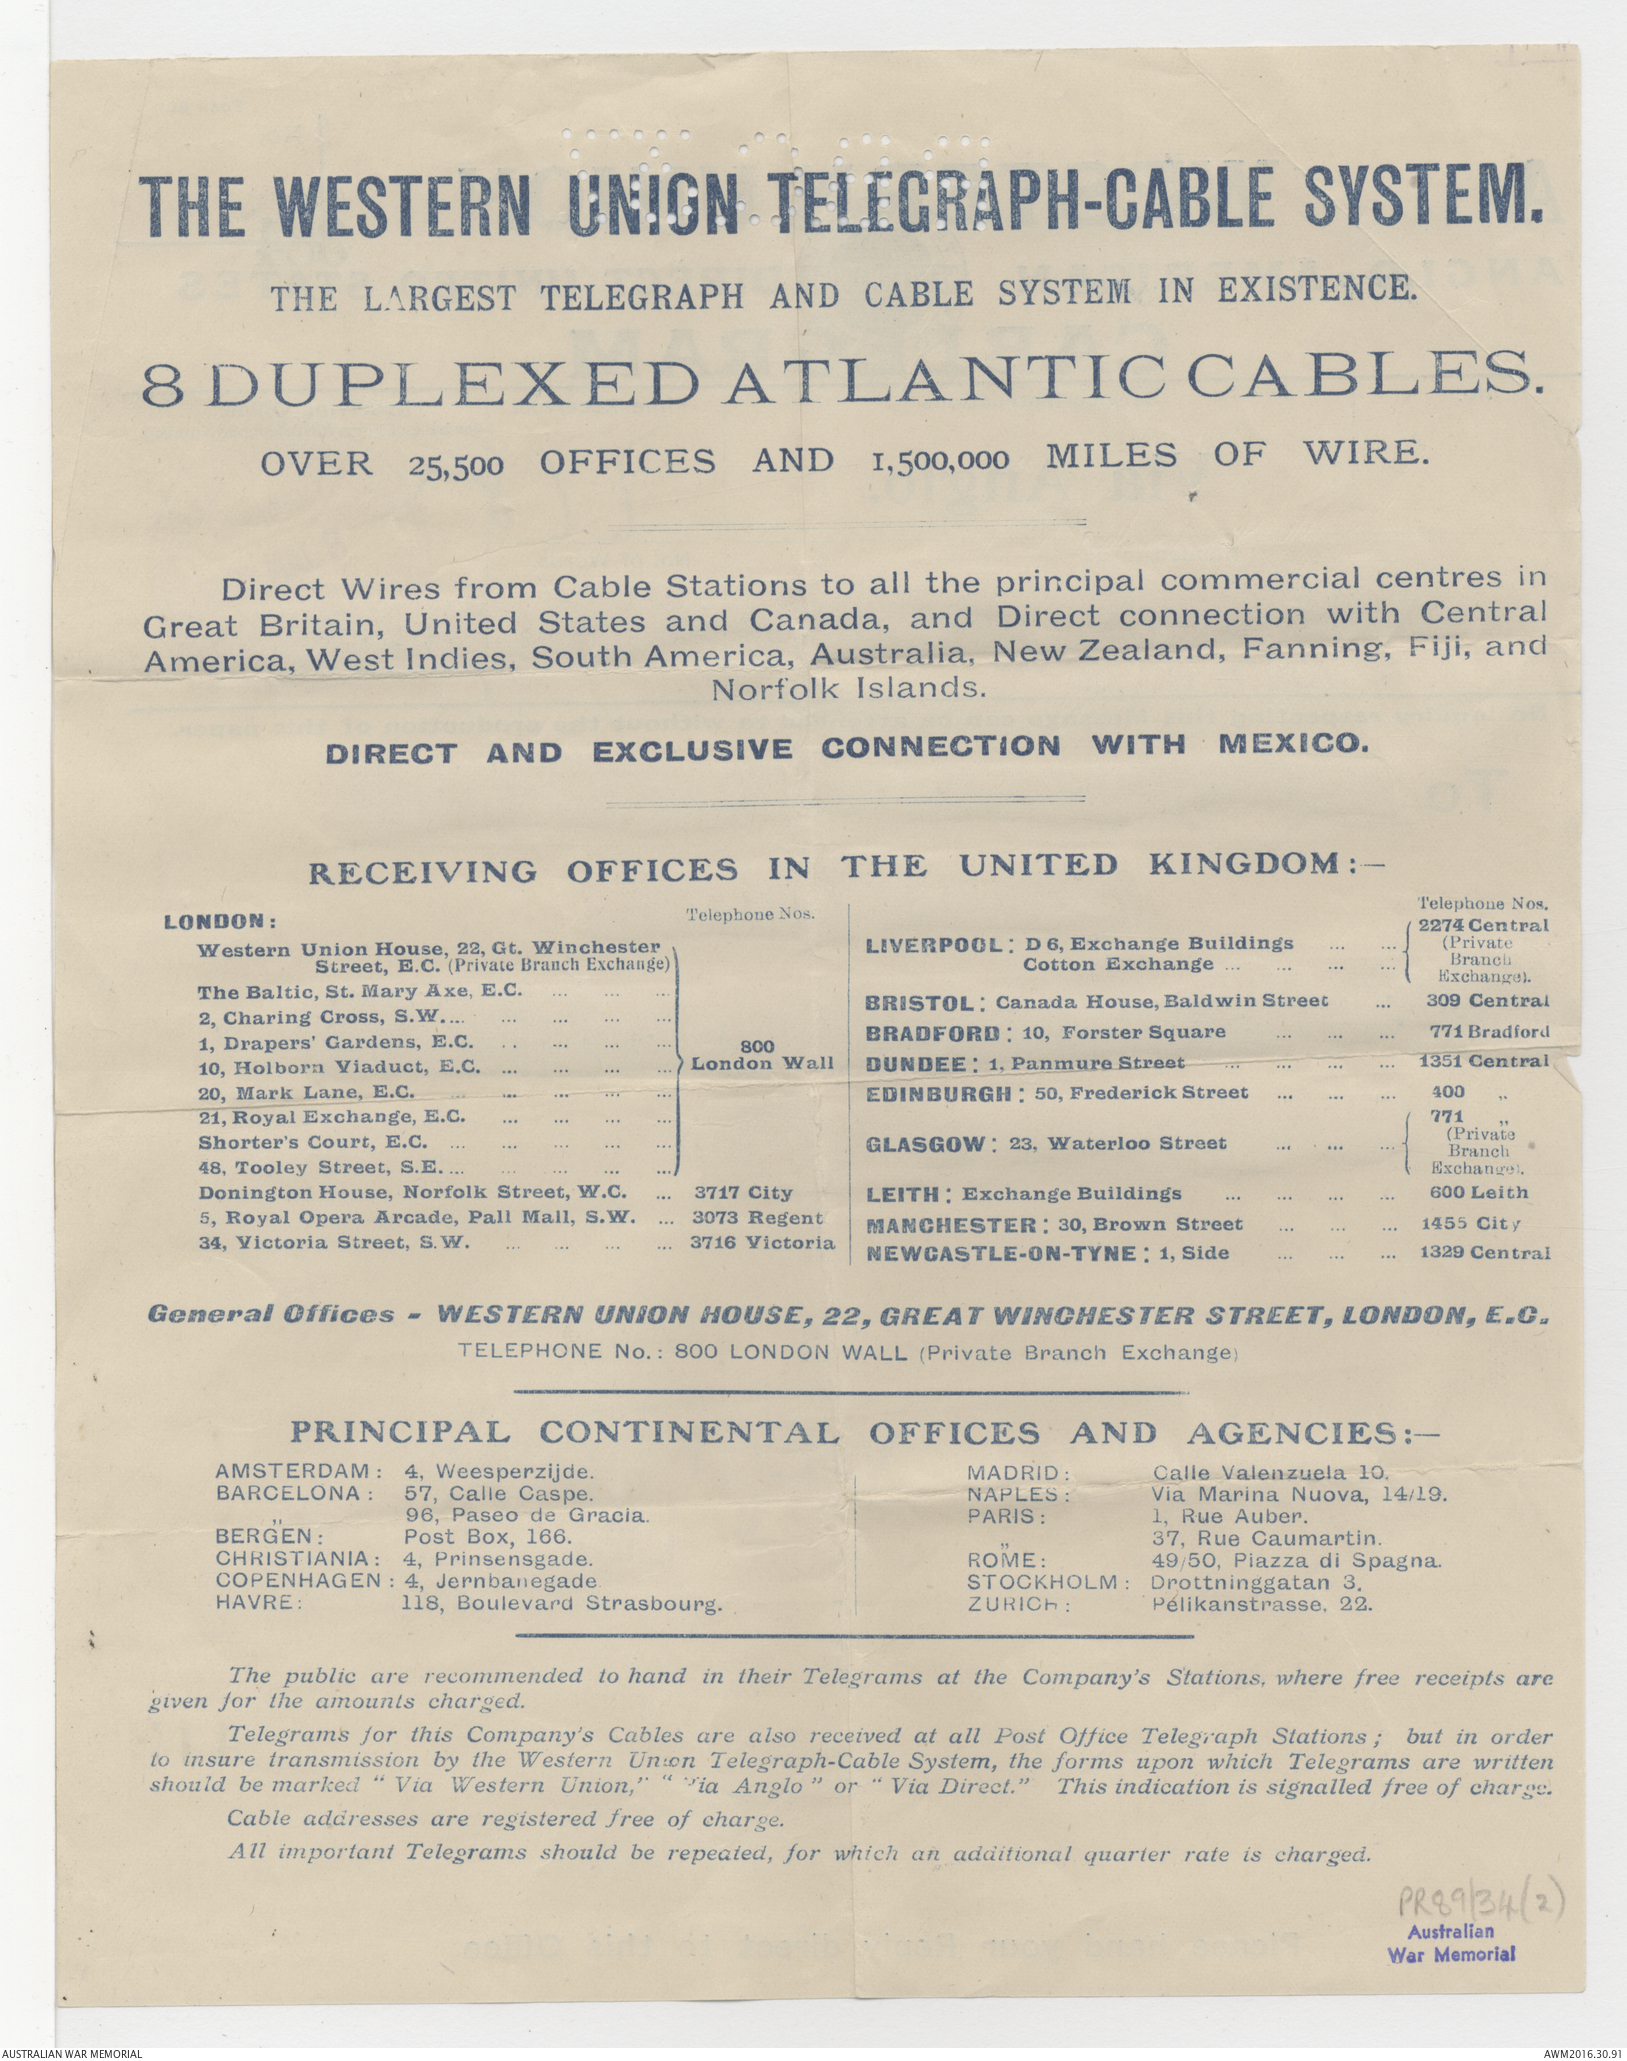 THE WESTERN UNION TELEGRAPH-CABLE SYSTEM.
THE LARGEST TELEGRAPH AND CABLE SYSTEM IN EXISTENCE.
8 DUPLEXED ATLANTIC CABLES.
OVER 25,500 OFFICES AND 1,500,000 MILES OF WIRE.
Direct Wires from Cable Stations to all the principal commercial centres in
Great Britain, United States and Canada, and Direct connection with Central
America, West Indies, South America, Australia, New Zealand, Fanning, Fiji, and
Norfolk Islands.
DIRECT AND EXCLUSIVE CONNECTION WITH MEXICO.
RECEIVING OFFICES IN THE UNITED KINGDOM:—
LONDON: Telephone Nos.
Western Union House, 22, Gt. Winchester
Street, E.C. (Private Branch Exchange)
The Baltic, St. Mary Axe, E.C. ... ... ...
2, Charing Cross, S.W.... ... ... ... ...
1, Drapers' Gardens, E.C. ... ... ... ...
10, Holborn Viaduct, E.C. ... ... ... ...
20, Mark Lane, E.C. ... ... ... ...
21, Royal Exchange, E.C. ... ... ... ...
Shorter's Court, E.C. ... ... ... ... ...
48, Tooley Street, S.E.... ... ... ... ...
800
London Wall
Donington House, Norfolk Street, W.C. ... 3717 City
5, Royal Opera Arcade, Pall Mall, S.W. ... 3073 Regent
34, Victoria Street, S.W. ... ... ... ... 3716 Victoria
Telephone Nos.
LIVERPOOL: D 6, Exchange Buildings ... ...
Cotton Exchange ... ... ... ...
2274 Central
(Private
Branch
Exchange).
BRISTOL: Canada House, Baldwin Street ... 309 Central
BRADFORD: 10, Forster Square ... ... ... 771 Bradford
DUNDEE: 1, Panmure Street ... ... ... ... 1351 Central
EDINBURGH: 50, Frederick Street ... ... ... 400 „
GLASGOW: 23, Waterloo Street ... ... ...
771 „
(Private
Branch
Exchange).
LEITH: Exchange Buildings ... ... ... ... 600 Leith
MANCHESTER: 30, Brown Street ... ... ... 1455 City
NEWCASTLE-ON-TYNE: 1, Side ... ... ... 1329 Central
General Offices - WESTERN UNION HOUSE, 22, GREAT WINCHESTER STREET, LONDON, E.C.
TELEPHONE No.: 800 LONDON WALL (Private Branch Exchange)
PRINCIPAL CONTINENTAL OFFICES AND AGENCIES:—
AMSTERDAM: 4, Weesperzijde.
BARCELONA: 57, Calle Caspe.
„ 96, Paseo de Gracia.
BERGEN: Post Box, 166.
CHRISTIANIA: 4, Prinsensgade.
COPENHAGEN: 4, Jernbanegade.
HAVRE: 118, Boulevard Strasbourg.
MADRID: Calle Valenzuela 10.
NAPLES: Via Marina Nuova, 14/19.
PARIS: 1, Rue Auber.
„ 37, Rue Caumartin.
ROME: 49/50, Piazza di Spagna.
STOCKHOLM: Drottninggatan 3.
ZURICH: Pélikanstrasse, 22.
The public are recommended to hand in their Telegrams at the Company's Stations, where free receipts are
given for the amounts charged.
Telegrams for this Company's Cables are also received at all Post Office Telegraph Stations; but in order
to insure transmission by the Western Union Telegraph-Cable System, the forms upon which Telegrams are written
should be marked "Via Western Union," "Via Anglo" or "Via Direct." This indication is signalled free of charge.
Cable addresses are registered free of charge.
All important Telegrams should be repeated, for which an additional quarter rate is charged.
PR89/34(2)
Australian
War Memorial
AUSTRALIAN WAR MEMORIAL
AWM2016.30.91